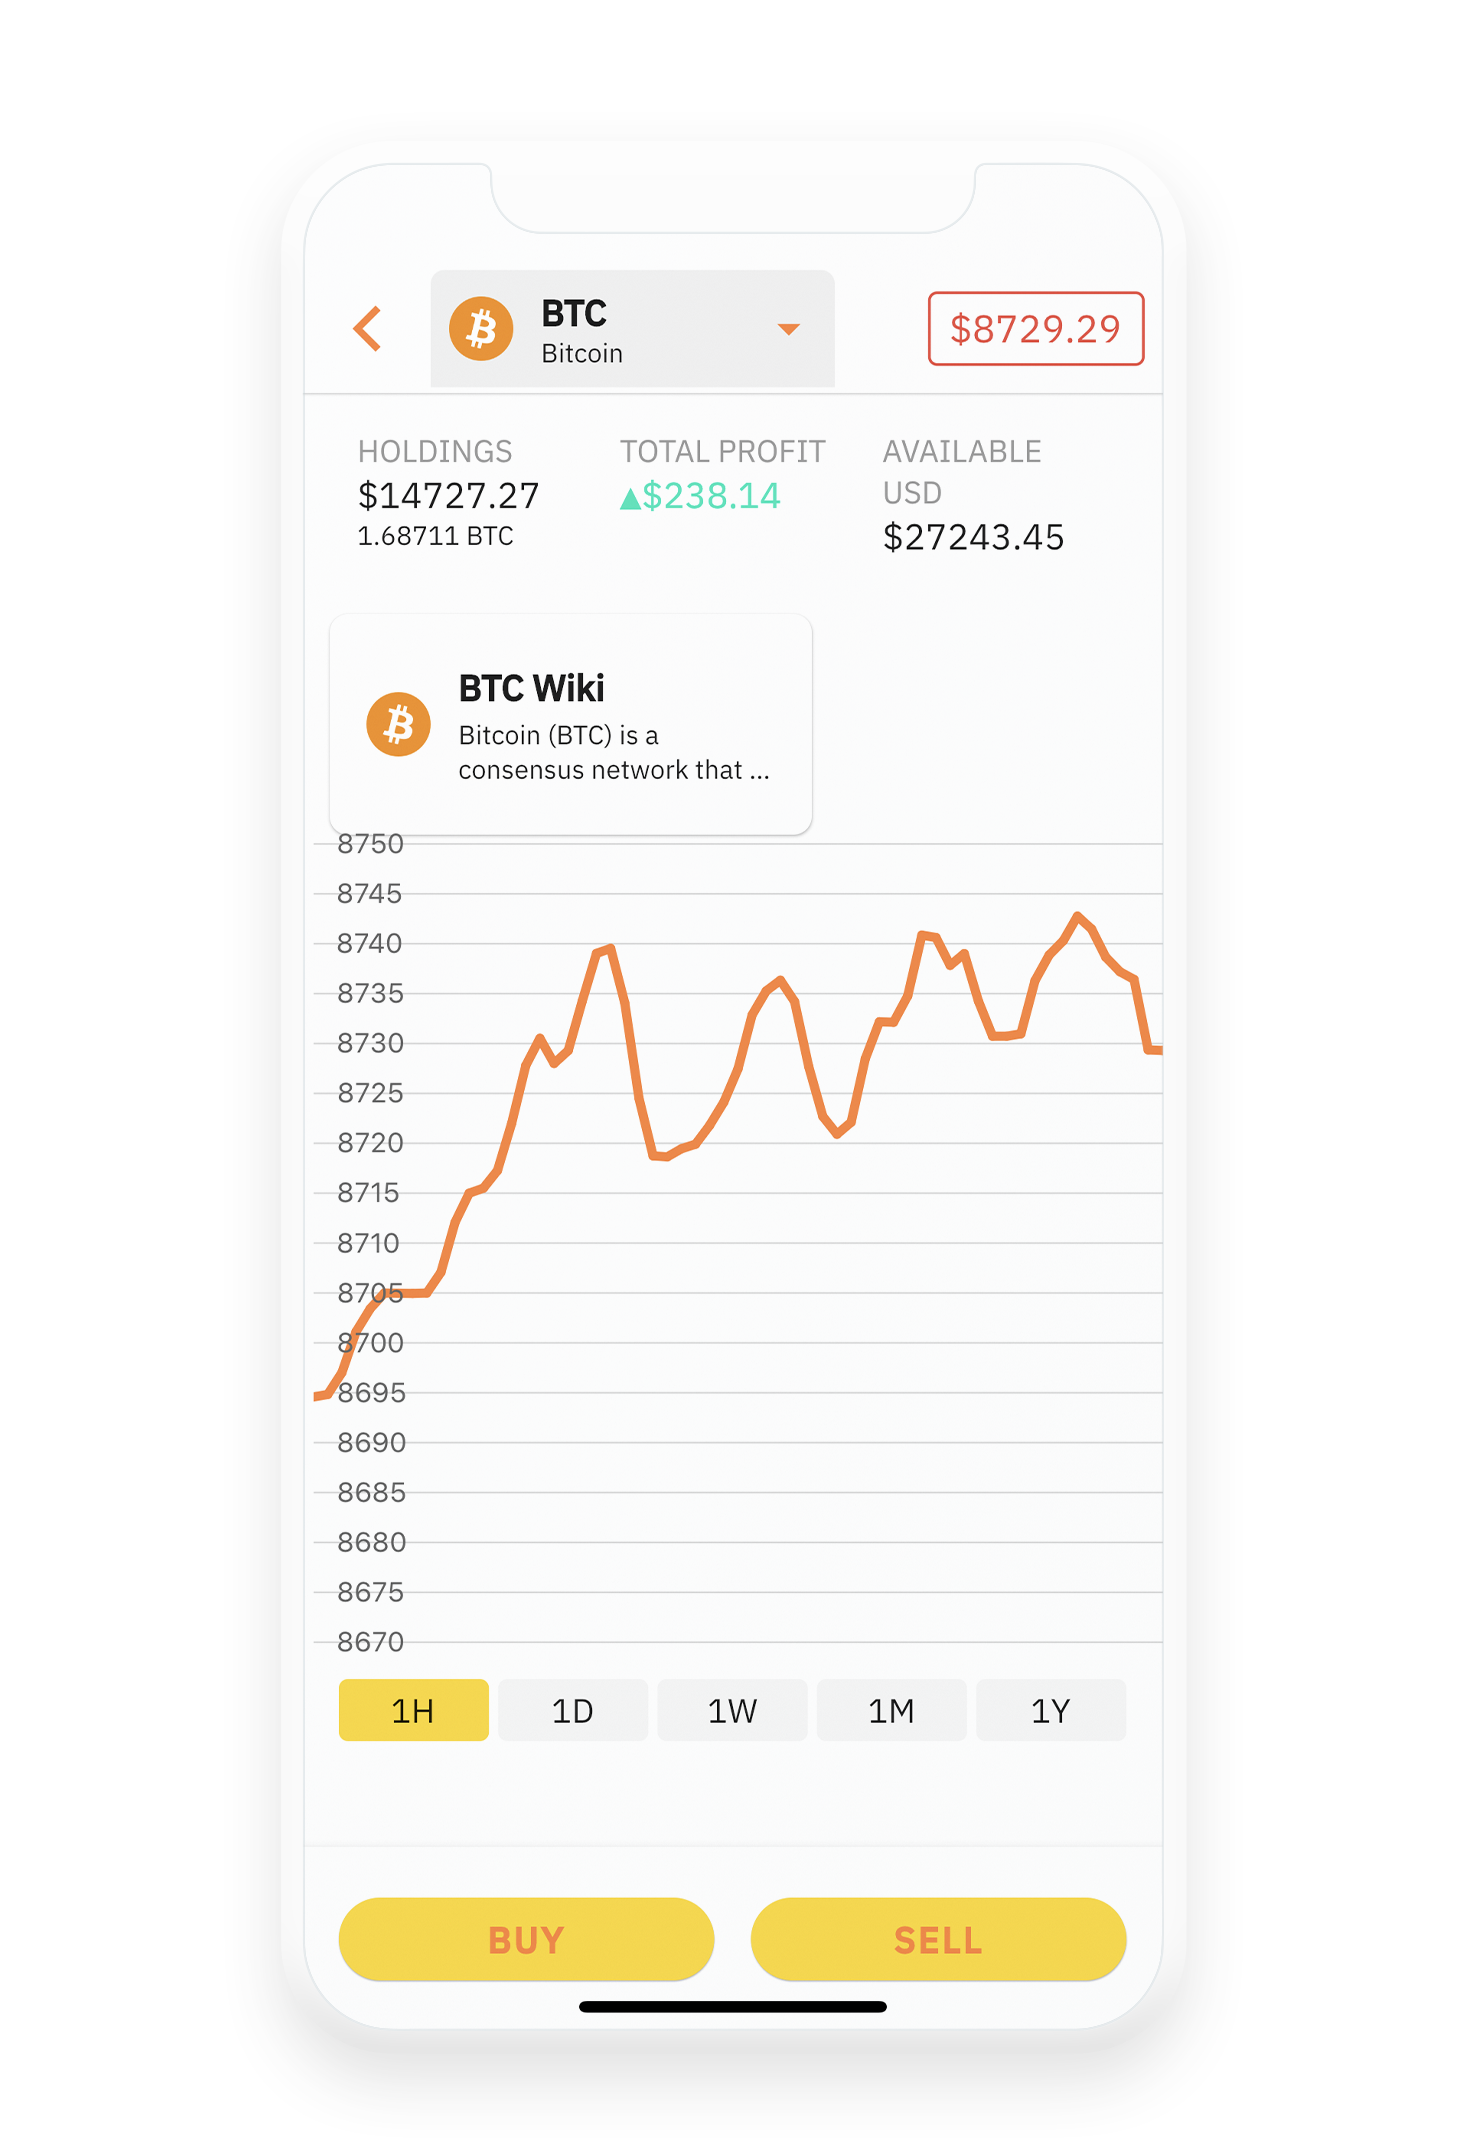 BTC
Bitcoin
$8729.29
HOLDINGS
$14727.27
1.68711 BTC
TOTAL PROFIT
▲$238.14
AVAILABLE
USD
$27243.45
BTC Wiki
Bitcoin (BTC) is a
consensus network that ...
8750
8745
8740
8735
8730
8725
8720
8715
8710
8705
8700
8695
8690
8685
8680
8675
8670
1H 1D 1W 1M 1Y
BUY SELL